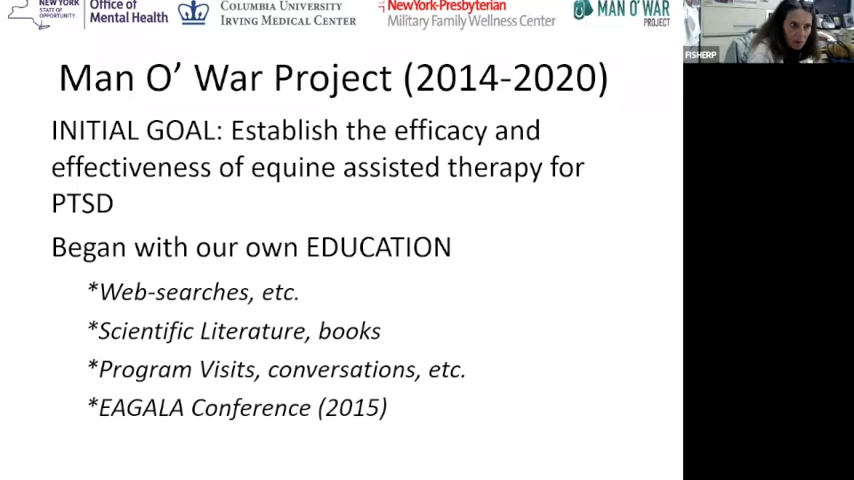 NEW YORK
STATE OF
OPPORTUNITY.
Office of
Mental Health
COLUMBIA UNIVERSITY
IRVING MEDICAL CENTER
NewYork-Presbyterian
Military Family Wellness Center
MAN O' WAR
PROJECT
FISHERP
Man O’ War Project (2014-2020)
INITIAL GOAL: Establish the efficacy and
effectiveness of equine assisted therapy for
PTSD
Began with our own EDUCATION
*Web-searches, etc.
*Scientific Literature, books
*Program Visits, conversations, etc.
*EAGALA Conference (2015)